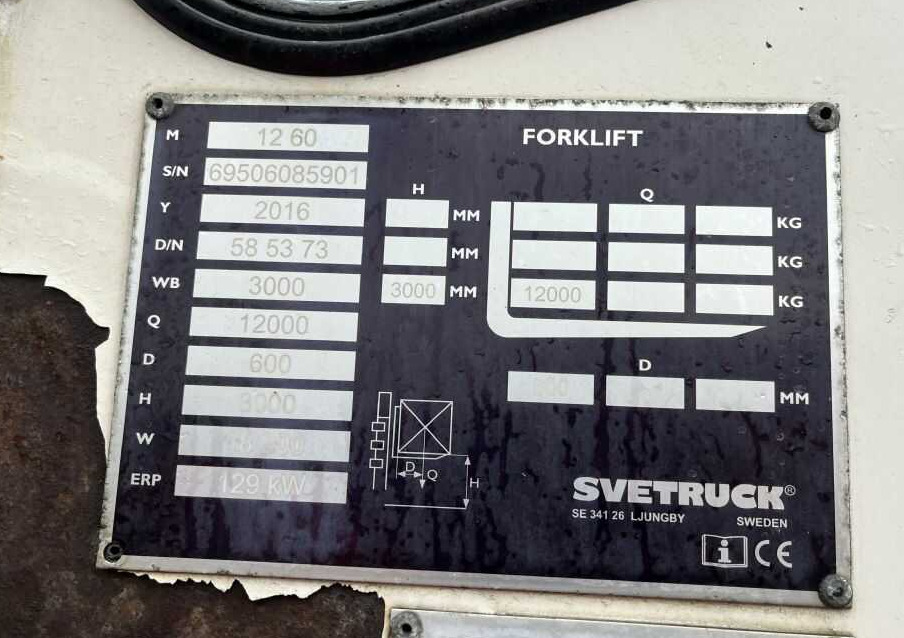 M 12 60 FORKLIFT
S/N 69506085901
H Q
Y 2016 MM KG
D/N 58 53 73 MM KG
WB 3000 3000 MM 12000 KG
Q 12000
D 600 D
H 3000 MM
W
ERP 129 kW
D Q H
SVETRUCK®
SE 341 26 LJUNGBY SWEDEN
i CE